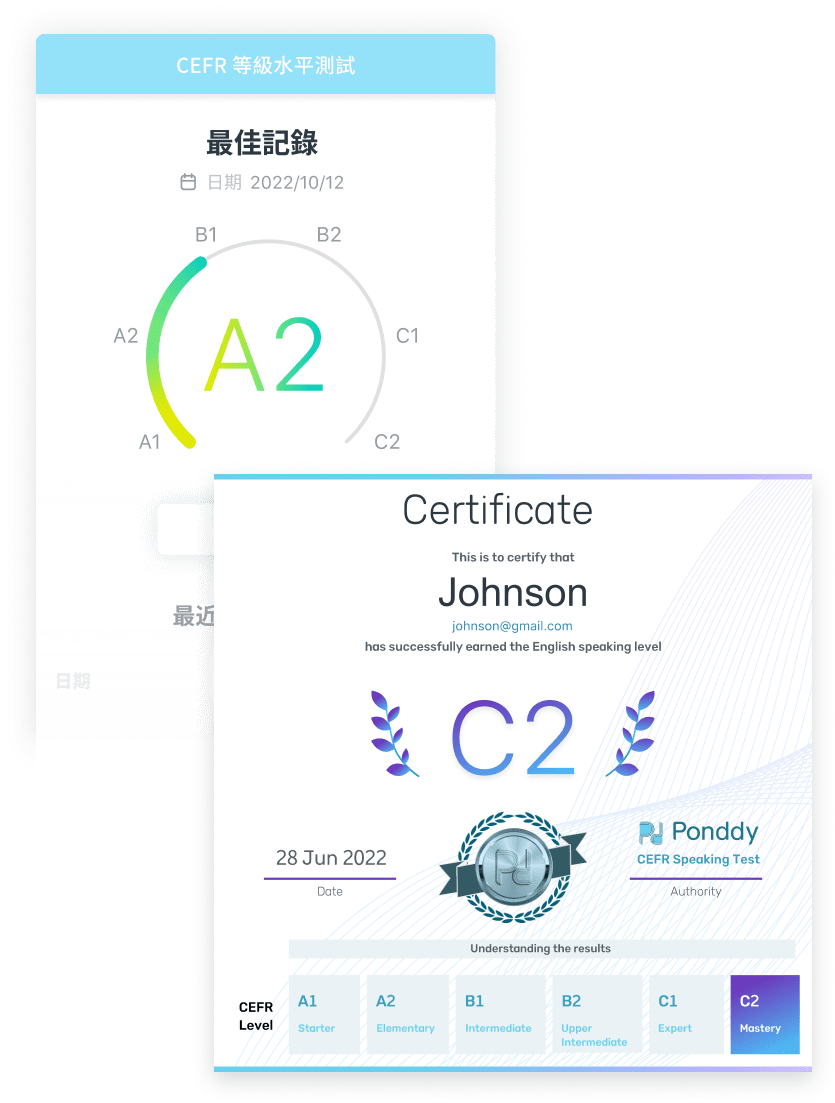 CEFR 等級水平測試
最佳記錄
日期 2022/10/12
B1
B2
A2
C1
A2
A1
C2
最近
日期
Certificate
This is to certify that
Johnson
johnson@gmail.com
has successfully earned the English speaking level
C2
28 Jun 2022
Date
Ponddy
CEFR Speaking Test
Authority
Understanding the results
CEFR
Level
A1
Starter
A2
Elementary
B1
Intermediate
B2
Upper
Intermediate
C1
Expert
C2
Mastery